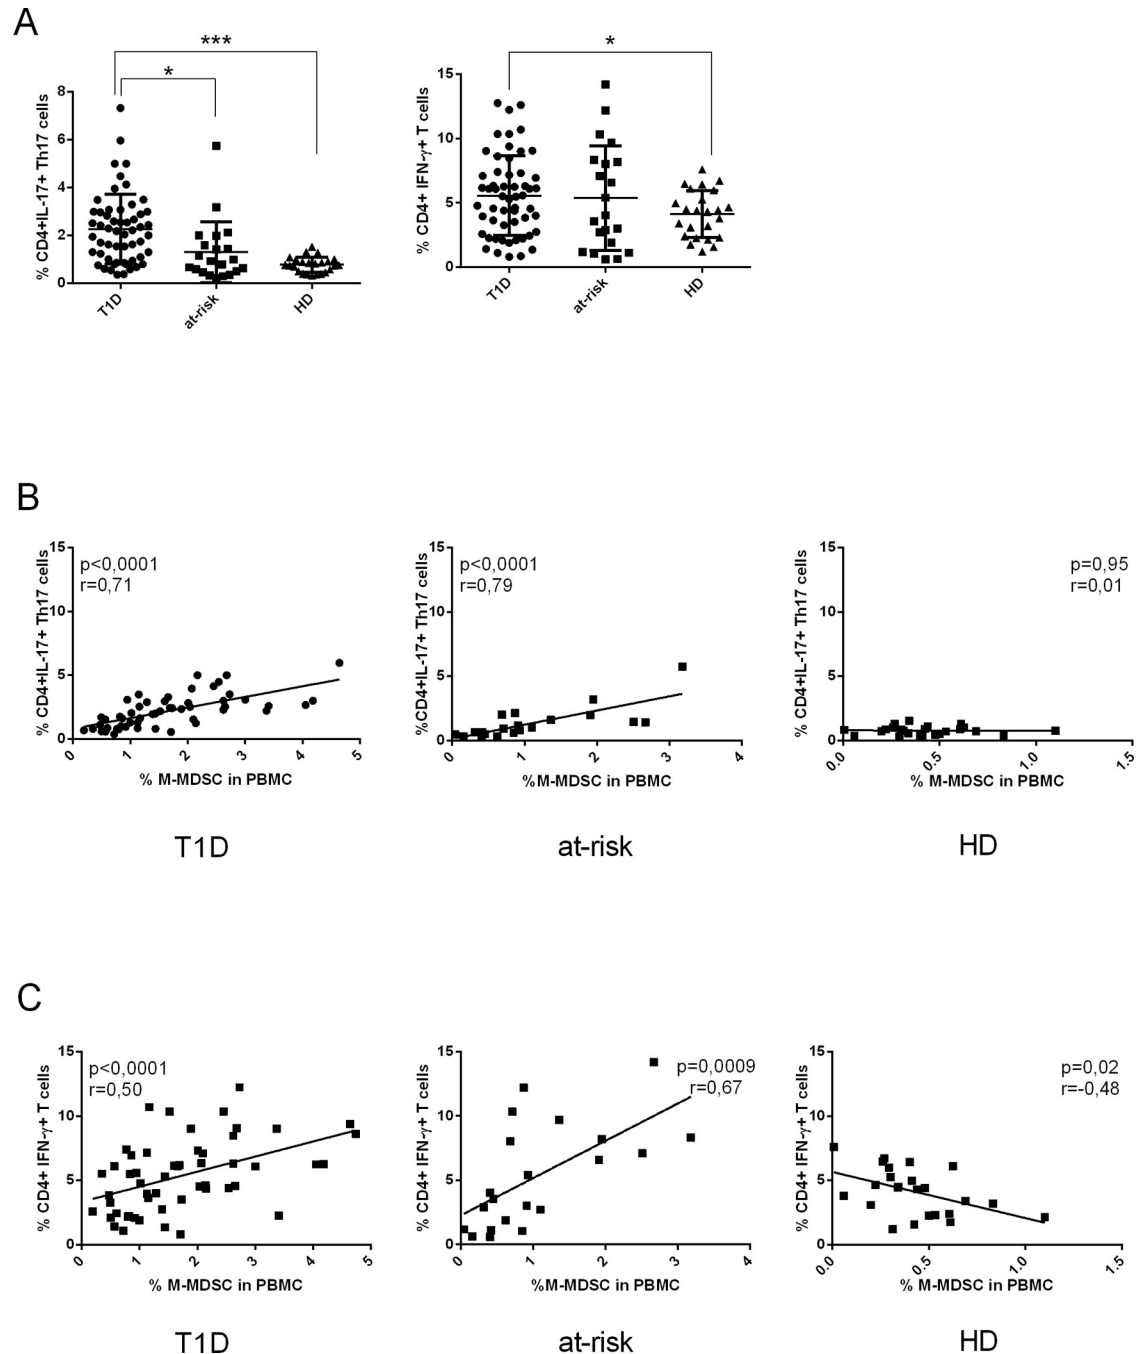 A
***
*
% CD4+IL-17+ Th17 cells
8
6
4
2
0
T1D
at-risk
HD
*
% CD4+ IFN-γ+ T cells
15
10
5
0
T1D
at-risk
HD
B
% CD4+IL-17+ Th17 cells
15
10
5
0
p<0,0001
r=0,71
0 1 2 3 4 5
% M-MDSC in PBMC
T1D
%CD4+IL-17+ Th17 cells
15
10
5
0
p<0,0001
r=0,79
0 1 2 3 4
%M-MDSC in PBMC
at-risk
% CD4+IL-17+ Th17 cells
15
10
5
0
p=0,95
r=0,01
0.0 0.5 1.0 1.5
% M-MDSC in PBMC
HD
C
% CD4+ IFN-γ+ T cells
15
10
5
0
p<0,0001
r=0,50
0 1 2 3 4 5
% M-MDSC in PBMC
T1D
% CD4+ IFN-γ+ T cells
15
10
5
0
p=0,0009
r=0,67
0 1 2 3 4
%M-MDSC in PBMC
at-risk
% CD4+ IFN-γ+ T cells
15
10
5
0
p=0,02
r=-0,48
0.0 0.5 1.0 1.5
% M-MDSC in PBMC
HD